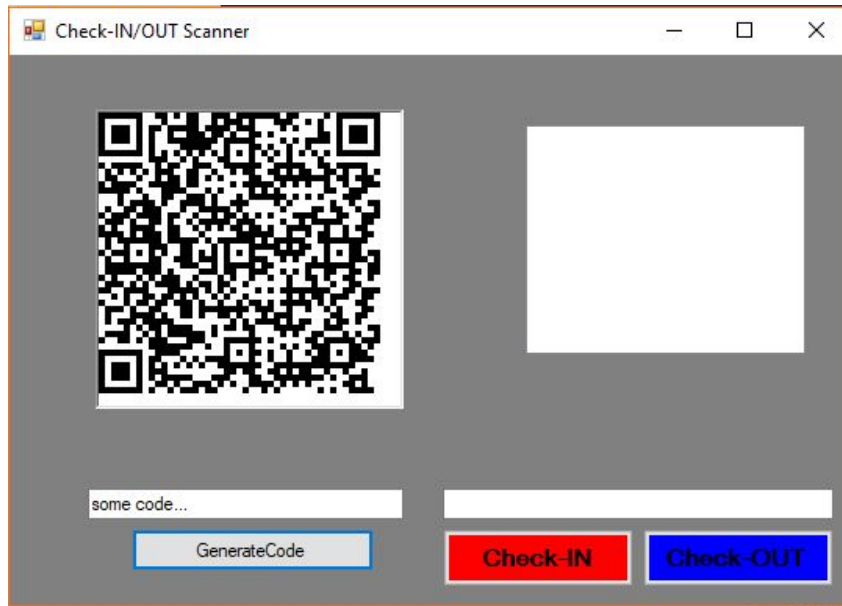 Check-IN/OUT Scanner
some code...
GenerateCode
Check-IN
Check-OUT